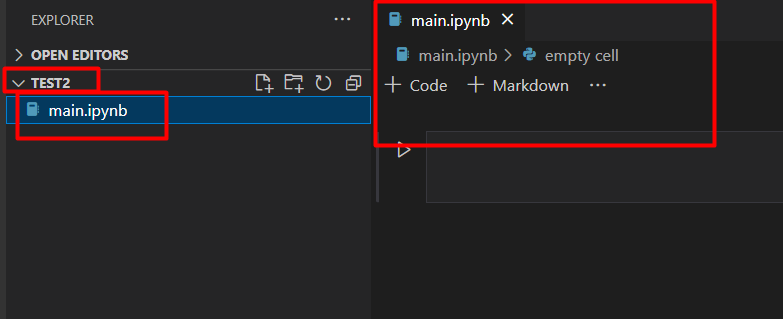 EXPLORER ...
OPEN EDITORS
TEST2
main.ipynb
main.ipynb
main.ipynb > empty cell
+ Code + Markdown ...